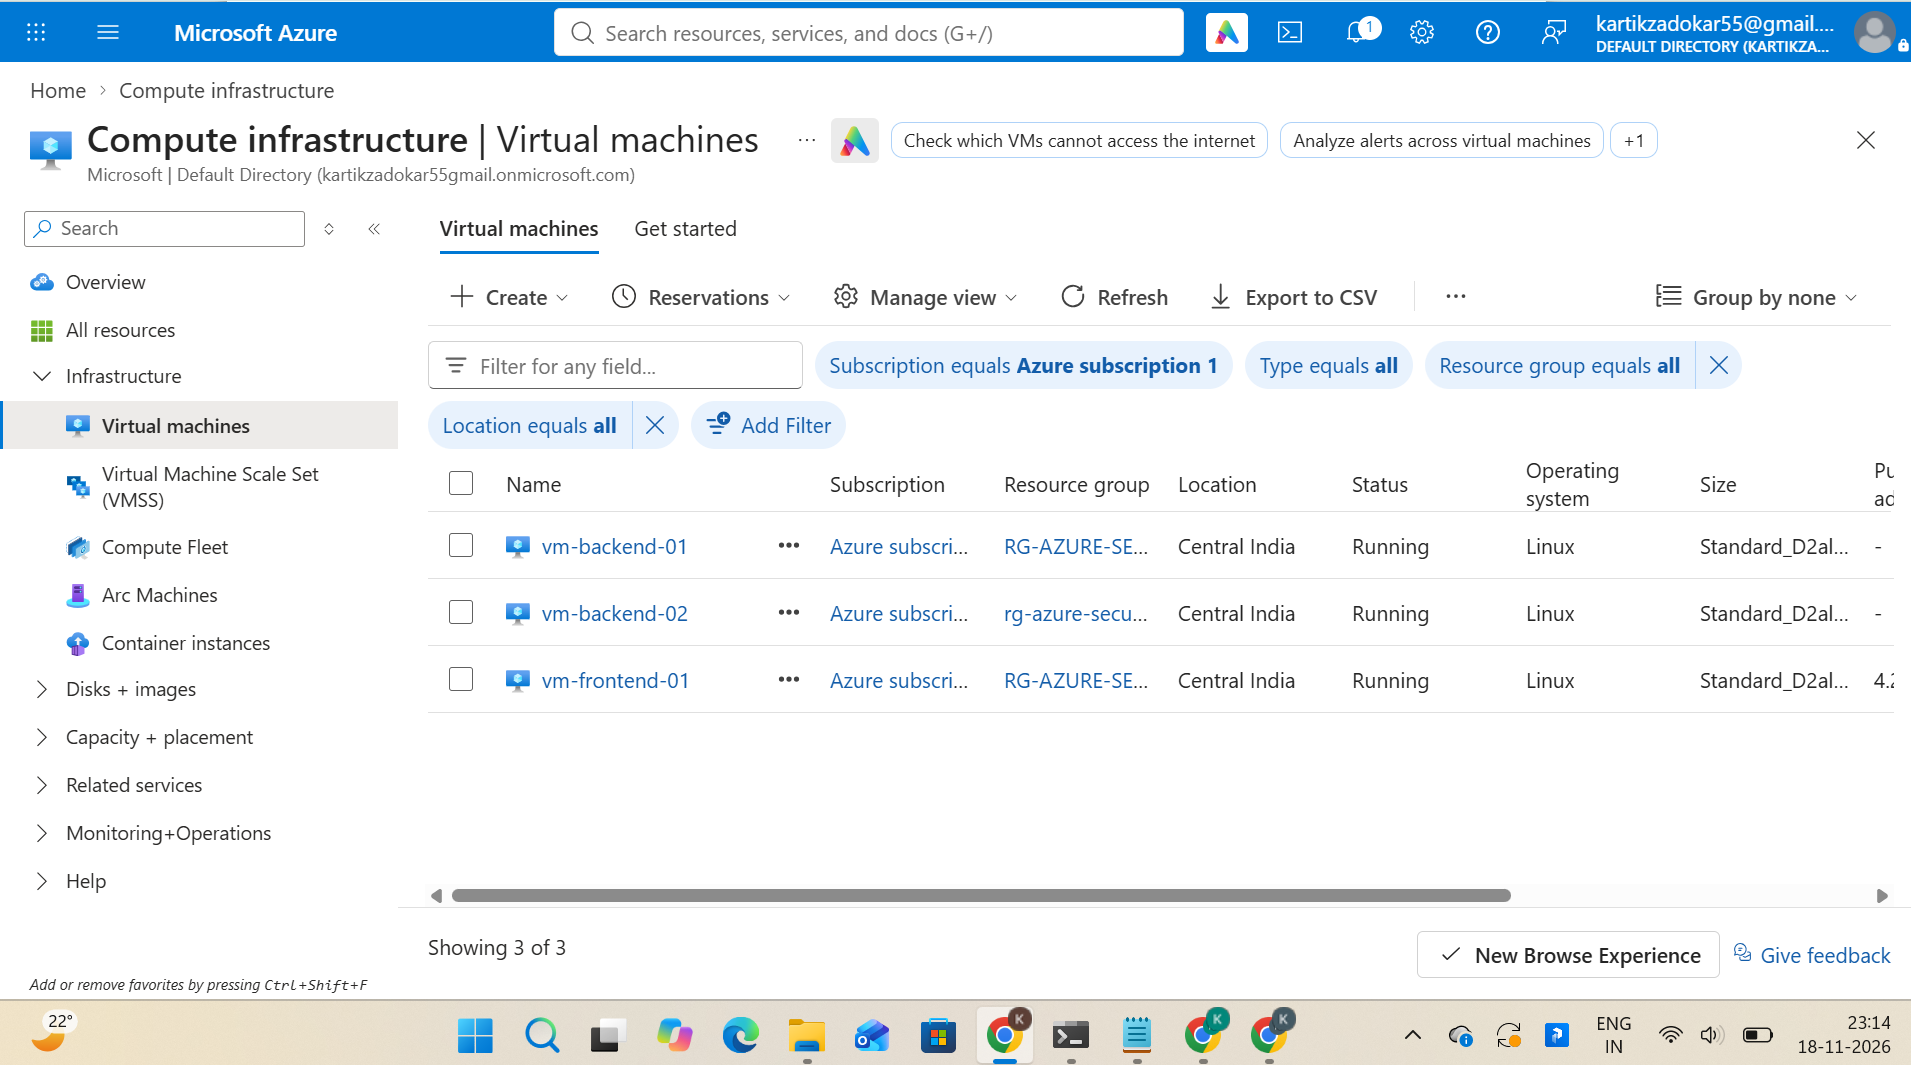 Microsoft Azure
Search resources, services, and docs (G+/)
1
kartikzadokar55@gmail....
DEFAULT DIRECTORY (KARTIKZA...
Home > Compute infrastructure
Compute infrastructure | Virtual machines
...
Check which VMs cannot access the internet
Analyze alerts across virtual machines
+1
Microsoft | Default Directory (kartikzadokar55gmail.onmicrosoft.com)
Search
Overview
All resources
Infrastructure
Virtual machines
Virtual Machine Scale Set
(VMSS)
Compute Fleet
Arc Machines
Container instances
Disks + images
Capacity + placement
Related services
Monitoring+Operations
Help
Add or remove favorites by pressing Ctrl+Shift+F
Virtual machines Get started
Create Reservations Manage view Refresh Export to CSV ... Group by none
Filter for any field...
Subscription equals Azure subscription 1
Type equals all
Resource group equals all
Location equals all
Add Filter
Name Subscription Resource group Location Status Operating system Size Pu ad
vm-backend-01 ... Azure subscri... RG-AZURE-SE... Central India Running Linux Standard_D2al... -
vm-backend-02 ... Azure subscri... rg-azure-secu... Central India Running Linux Standard_D2al... -
vm-frontend-01 ... Azure subscri... RG-AZURE-SE... Central India Running Linux Standard_D2al... 4.2
Showing 3 of 3
New Browse Experience
Give feedback
22°
K
K
K
ENG
IN
23:14
18-11-2026